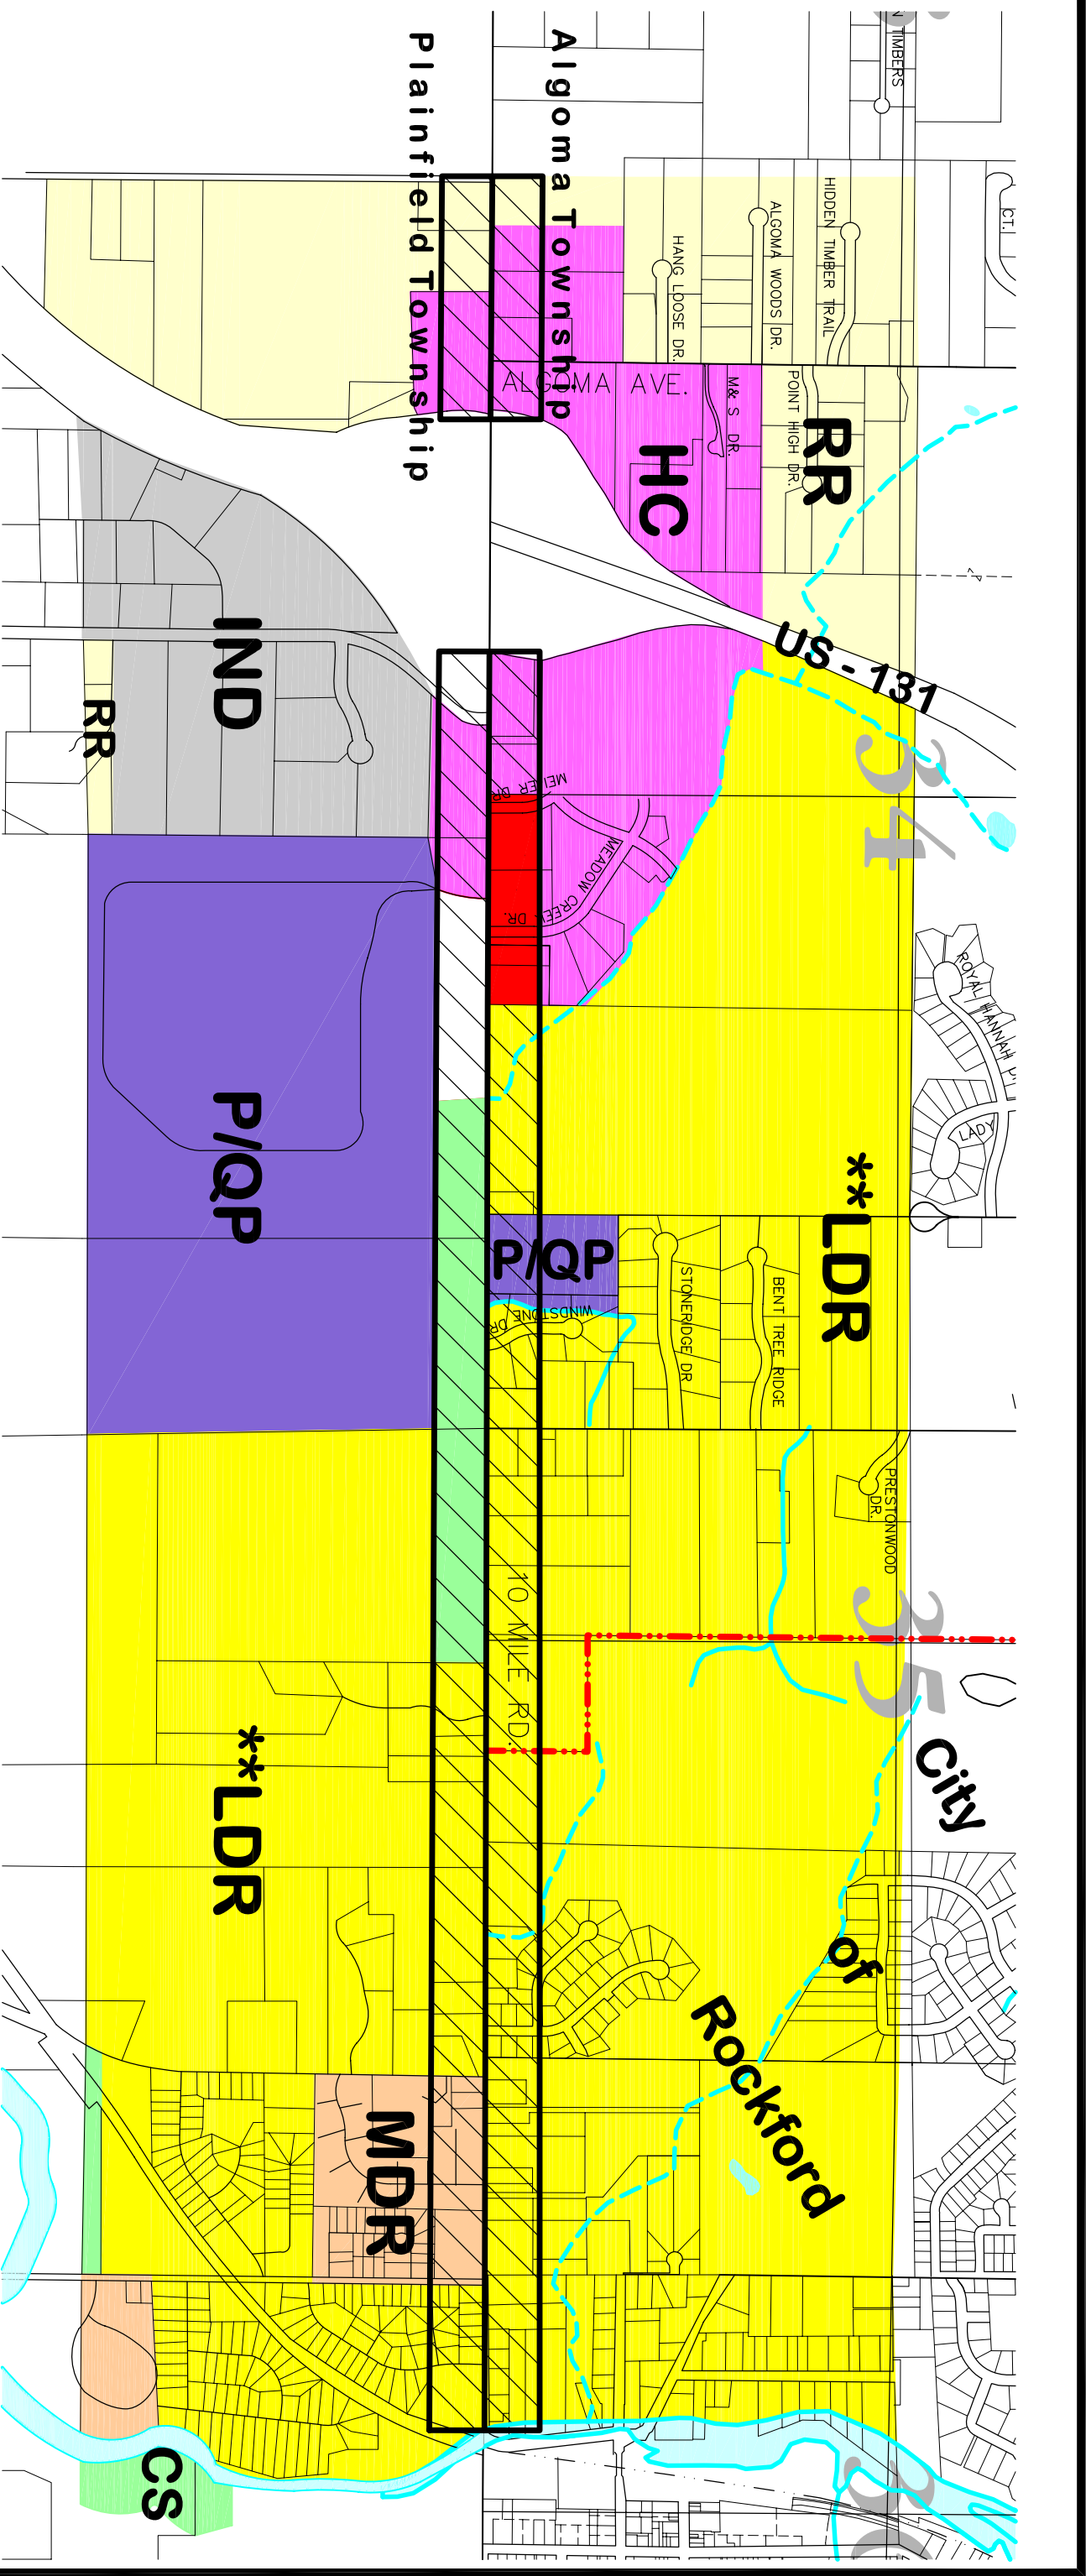 N TIMBERS
CT.
Algoma Township
Plainfield Township
HIDDEN TIMBER TRAIL
ALGOMA WOODS DR.
HANG LOOSE DR.
ALGOMA AVE.
M& S DR.
POINT HIGH DR.
RR
HC
US-131
IND
RR
34
MEIJER DR.
MEADOW CREEK DR.
ROYAL HANNAH D
LADY
P/QP
P/QP
**LDR
STONERIDGE DR
BENT TREE RIDGE
WINDSTONE DR
PRESTONWOOD DR.
35
10 MILE RD.
City of Rockford
**LDR
MDR
CS
36